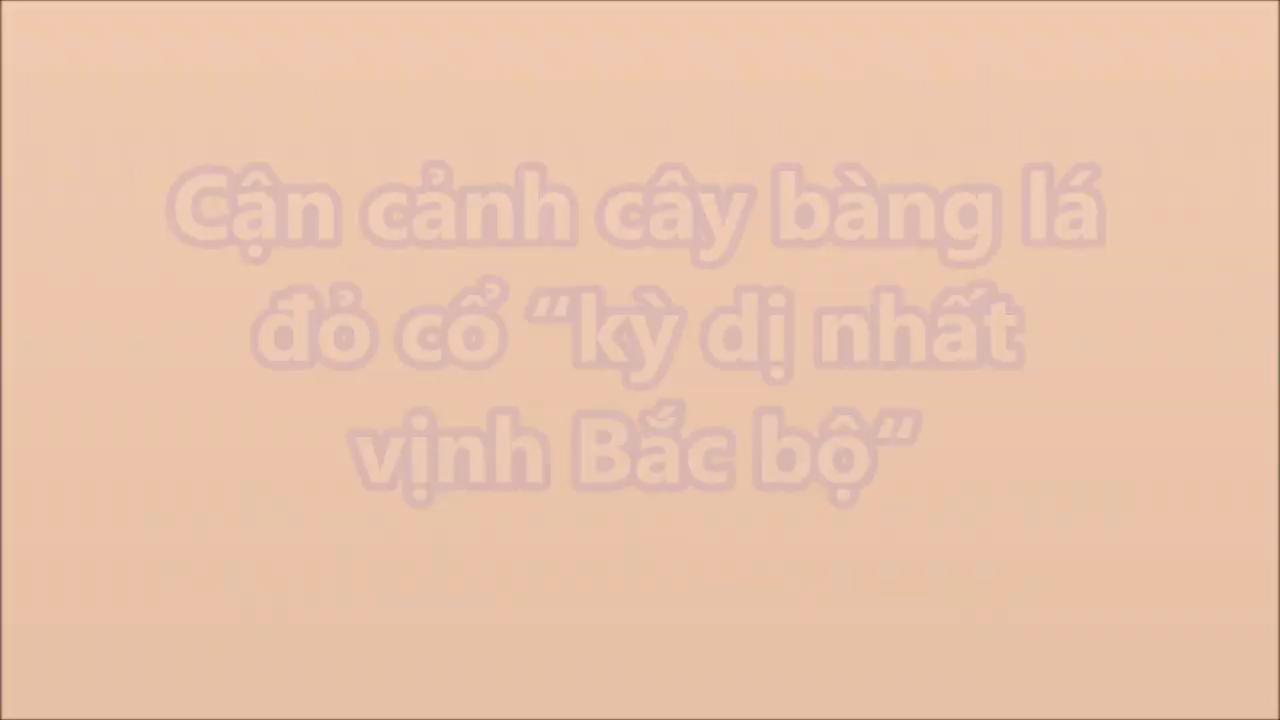 Cận cảnh cây bàng lá
đỏ cổ “kỳ dị nhất
vịnh Bắc bộ“